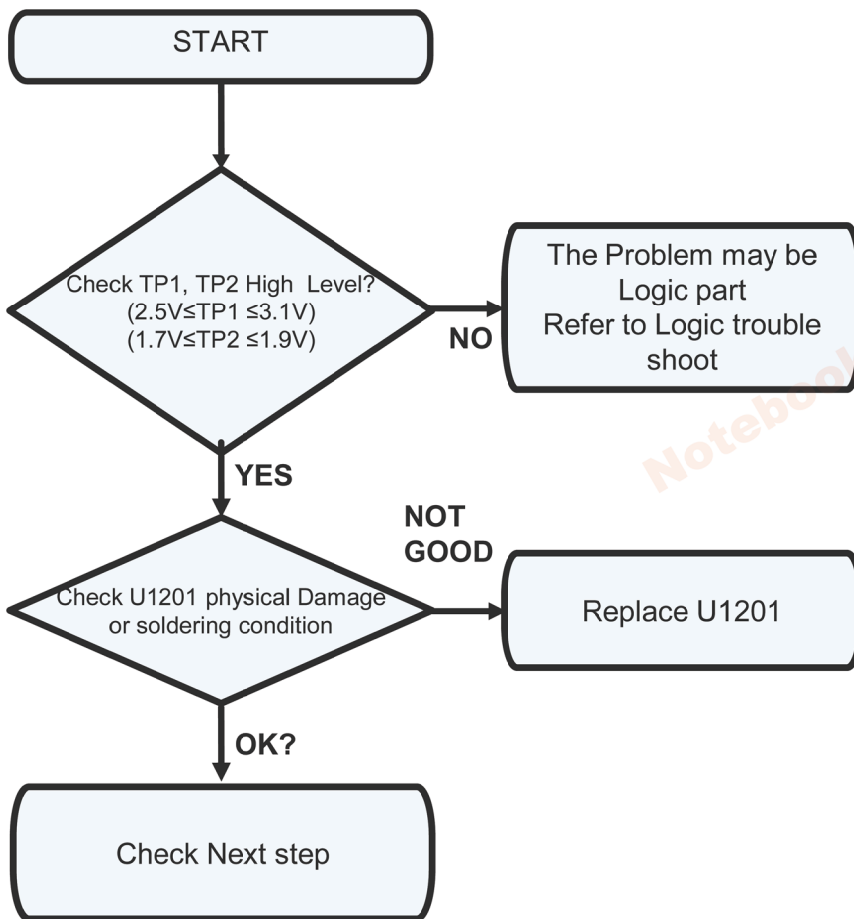 START
Check TP1, TP2 High Level?
(2.5V≤TP1 ≤3.1V)
(1.7V≤TP2 ≤1.9V)
NO
The Problem may be
Logic part
Refer to Logic trouble
shoot
YES
Check U1201 physical Damage
or soldering condition
NOT
GOOD
Replace U1201
OK?
Check Next step
Notebook